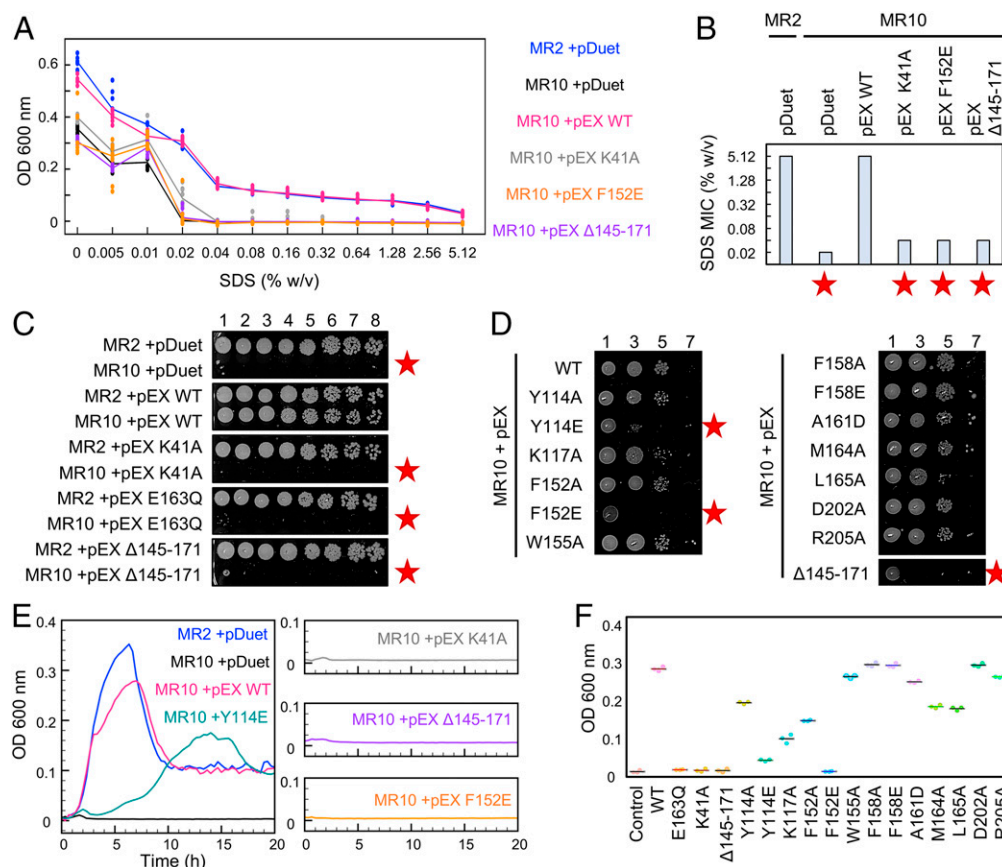 A
OD 600 nm
0.6
0.4
0.2
0
0 0.005 0.01 0.02 0.04 0.08 0.16 0.32 0.64 1.28 2.56 5.12
SDS (% w/v)
MR2 +pDuet
MR10 +pDuet
MR10 +pEX WT
MR10 +pEX K41A
MR10 +pEX F152E
MR10 +pEX Δ145-171
B
MR2 MR10
pDuet
pDuet
pEX WT
pEX K41A
pEX F152E
pEX Δ145-171
SDS MIC (% w/v)
5.12
1.28
0.32
0.08
0.02
C
1 2 3 4 5 6 7 8
MR2 +pDuet
MR10 +pDuet
MR2 +pEX WT
MR10 +pEX WT
MR2 +pEX K41A
MR10 +pEX K41A
MR2 +pEX E163Q
MR10 +pEX E163Q
MR2 +pEX Δ145-171
MR10 +pEX Δ145-171
D
MR10 + pEX
1 3 5 7
WT
Y114A
Y114E
K117A
F152A
F152E
W155A
MR10 + pEX
1 3 5 7
F158A
F158E
A161D
M164A
L165A
D202A
R205A
Δ145-171
E
OD 600 nm
0.4
0.3
0.2
0.1
0
0 5 10 15 20
Time (h)
MR2 +pDuet
MR10 +pDuet
MR10 +pEX WT
MR10 +Y114E
0.1
0
MR10 +pEX K41A
0.1
0
MR10 +pEX Δ145-171
0.1
0
MR10 +pEX F152E
0 5 10 15 20
F
OD 600 nm
0.4
0.3
0.2
0.1
0
Control
WT
E163Q
K41A
Δ145-171
Y114A
Y114E
K117A
F152A
F152E
W155A
F158A
F158E
A161D
M164A
L165A
D202A
R205A